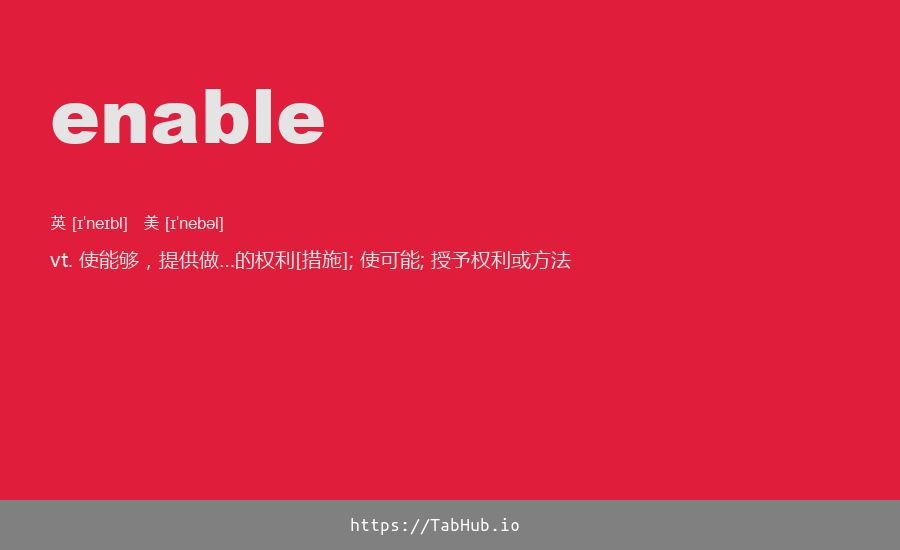 enable
英 [ɪˈneɪbl] 美 [ɪˈnebəl]
vt. 使能够，提供做…的权利[措施]; 使可能; 授予权利或方法
https://TabHub.io